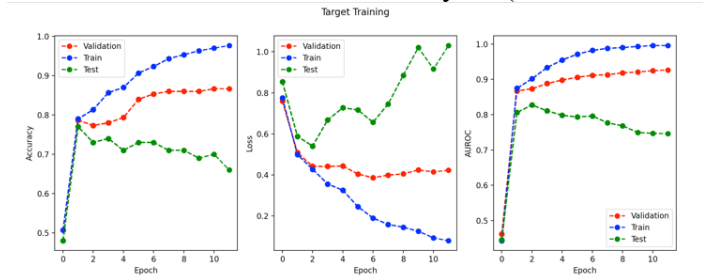 Target Training
Validation
Train
Test
Accuracy
1.0
0.9
0.8
0.7
0.6
0.5
0 2 4 6 8 10
Epoch
Validation
Train
Test
Loss
1.0
0.8
0.6
0.4
0.2
0 2 4 6 8 10
Epoch
AUROC
1.0
0.9
0.8
0.7
0.6
0.5
Validation
Train
Test
0 2 4 6 8 10
Epoch